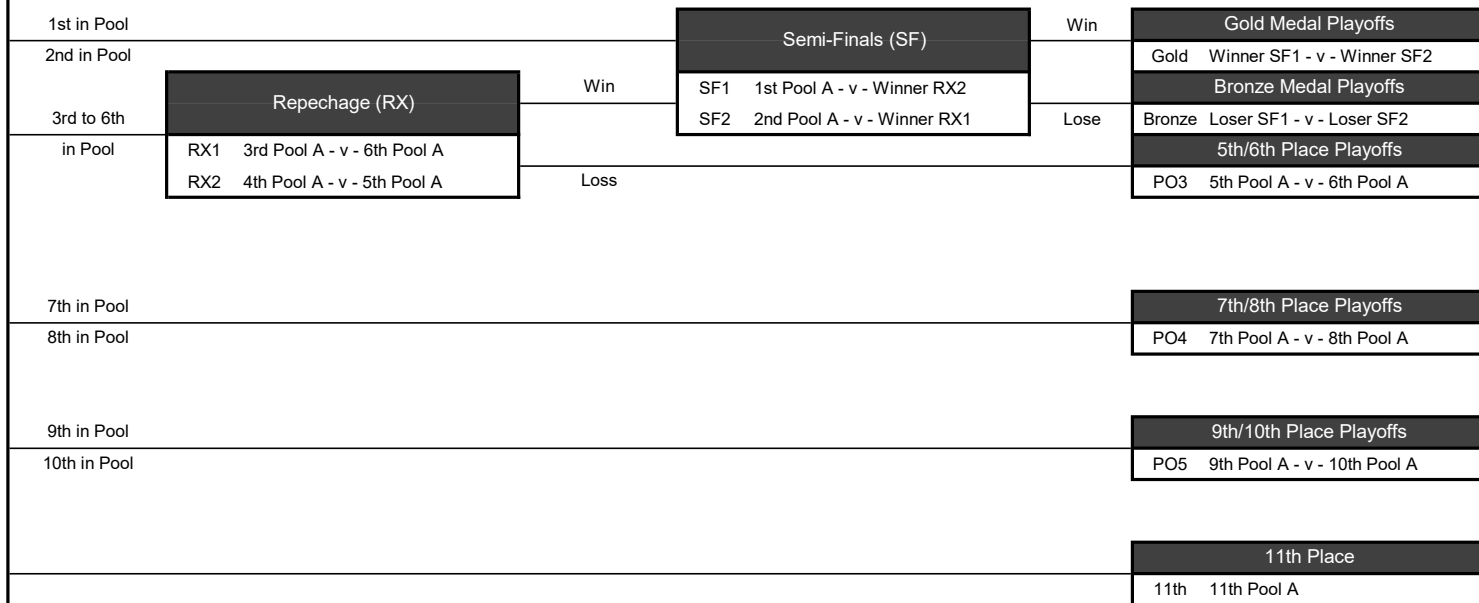 1st in Pool
2nd in Pool
3rd to 6th
in Pool
Repechage (RX)
RX1 3rd Pool A - v - 6th Pool A
RX2 4th Pool A - v - 5th Pool A
Win
Loss
Semi-Finals (SF)
SF1 1st Pool A - v - Winner RX2
SF2 2nd Pool A - v - Winner RX1
Win
Lose
Gold Medal Playoffs
Gold Winner SF1 - v - Winner SF2
Bronze Medal Playoffs
Bronze Loser SF1 - v - Loser SF2
5th/6th Place Playoffs
PO3 5th Pool A - v - 6th Pool A
7th in Pool
8th in Pool
7th/8th Place Playoffs
PO4 7th Pool A - v - 8th Pool A
9th in Pool
10th in Pool
9th/10th Place Playoffs
PO5 9th Pool A - v - 10th Pool A
11th Place
11th 11th Pool A